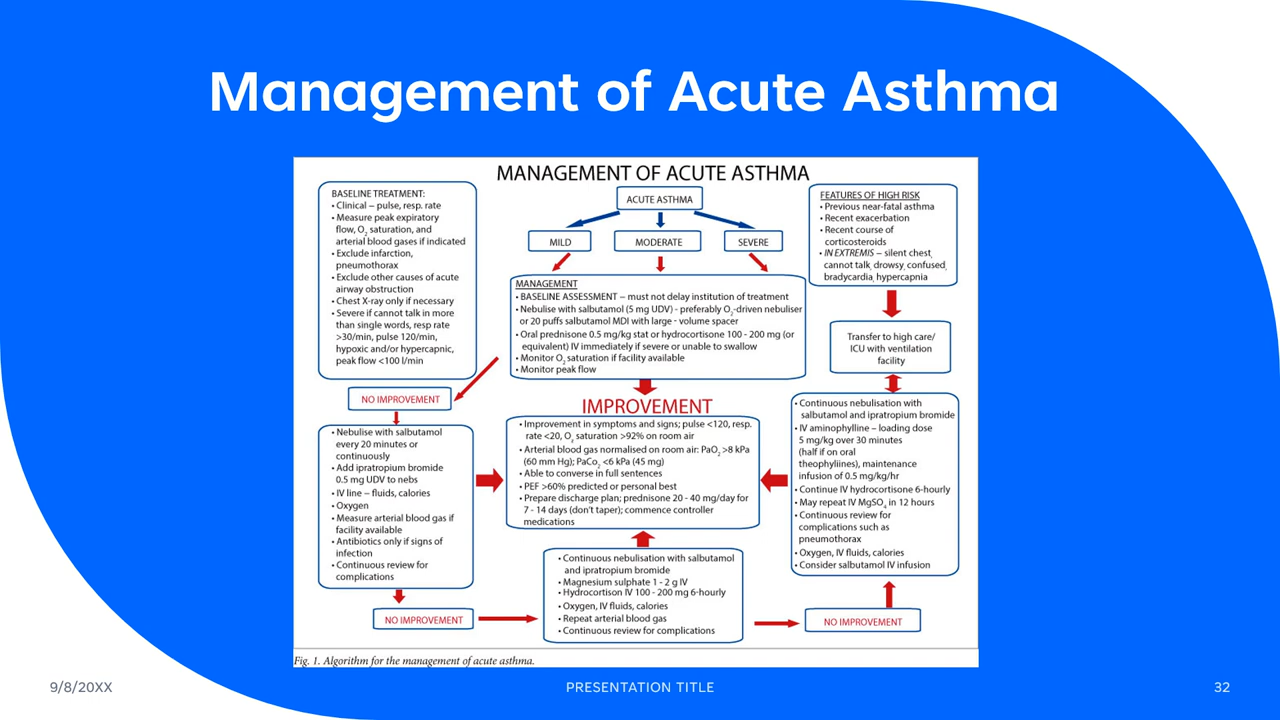 Management of Acute Asthma
MANAGEMENT OF ACUTE ASTHMA
BASELINE TREATMENT:
• Clinical – pulse, resp. rate
• Measure peak expiratory
flow, O2 saturation, and
arterial blood gases if indicated
• Exclude infarction,
pneumothorax
• Exclude other causes of acute
airway obstruction
• Chest X-ray only if necessary
• Severe if cannot talk in more
than single words, resp rate
>30/min, pulse 120/min,
hypoxic and/or hypercapnic,
peak flow <100 l/min
ACUTE ASTHMA
MILD
MODERATE
SEVERE
FEATURES OF HIGH RISK
• Previous near-fatal asthma
• Recent exacerbation
• Recent course of
corticosteroids
• IN EXTREMIS – silent chest,
cannot talk, drowsy, confused,
bradycardia, hypercapnia
MANAGEMENT
• BASELINE ASSESSMENT – must not delay institution of treatment
• Nebulise with salbutamol (5 mg UDV) - preferably O2-driven nebuliser
or 20 puffs salbutamol MDI with large - volume spacer
• Oral prednisone 0.5 mg/kg stat or hydrocortisone 100 - 200 mg (or
equivalent) IV immediately if severe or unable to swallow
• Monitor O2 saturation if facility available
• Monitor peak flow
Transfer to high care/
ICU with ventilation
facility
NO IMPROVEMENT
• Nebulise with salbutamol
every 20 minutes or
continuously
• Add ipratropium bromide
0.5 mg UDV to nebs
• IV line – fluids, calories
• Oxygen
• Measure arterial blood gas if
facility available
• Antibiotics only if signs of
infection
• Continuous review for
complications
IMPROVEMENT
• Improvement in symptoms and signs; pulse <120, resp.
rate <20, O2 saturation >92% on room air
• Arterial blood gas normalised on room air: PaO2 >8 kPa
(60 mm Hg); PaCo2 <6 kPa (45 mg)
• Able to converse in full sentences
• PEF >60% predicted or personal best
• Prepare discharge plan; prednisone 20 - 40 mg/day for
7 - 14 days (don't taper); commence controller
medications
• Continuous nebulisation with
salbutamol and ipratropium bromide
• IV aminophylline – loading dose
5 mg/kg over 30 minutes
(half if on oral
theophyliines), maintenance
infusion of 0.5 mg/kg/hr
• Continue IV hydrocortisone 6-hourly
• May repeat IV MgSO4 in 12 hours
• Continuous review for
complications such as
pneumothorax
• Oxygen, IV fluids, calories
• Consider salbutamol IV infusion
NO IMPROVEMENT
• Continuous nebulisation with salbutamol
and ipratropium bromide
• Magnesium sulphate 1 - 2 g IV
• Hydrocortison IV 100 - 200 mg 6-hourly
• Oxygen, IV fluids, calories
• Repeat arterial blood gas
• Continuous review for complications
NO IMPROVEMENT
Fig. 1. Algorithm for the management of acute asthma.
9/8/20XX
PRESENTATION TITLE
32